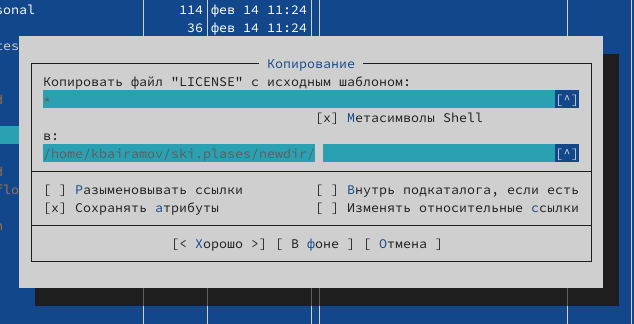 sonal 114 фев 14 11:24
36 фев 14 11:24
Копирование
Копировать файл "LICENSE" с исходным шаблоном:
* [^]
[x] Метасимволы Shell
в:
/home/kbairamov/ski.plases/newdir/ [^]
[ ] Разыменовывать ссылки [ ] Внутрь подкаталога, если есть
[x] Сохранять атрибуты [ ] Изменять относительные ссылки
[< Хорошо >] [ В фоне ] [ Отмена ]